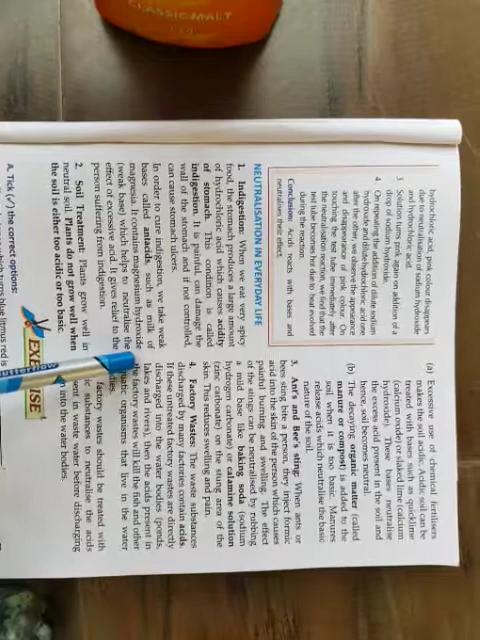 CLASSIC MALT
hydrochloric acid, pink colour disappears
due to neutralisation of sodium hydroxide
and hydrochloric acid.
3. Solution turns pink again on addition of a
drop of sodium hydroxide.
4. On repeating the addition of dilute sodium
hydroxide and dilute hydrochloric acid one
after the other, we observe the appearance
and disappearance of pink colour. On
touching the test tube immediately after
the neutralisation reaction, we find that the
test tube becomes hot due to heat evolved
during the reaction.
Conclusion: Acids reacts with bases and
neutralises their effect.
NEUTRALISATION IN EVERYDAY LIFE
1. Indigestion: When we eat very spicy
food, the stomach produces a large amount
of hydrochloric acid which causes acidity
of stomach. This condition is called
indigestion. It is painful, can damage the
wall of the stomach and if not controlled,
can cause stomach ulcers.
In order to cure indigestion, we take weak
bases called antacids, such as milk of
magnesia. It contains magnesium hydroxide
(weak base) which helps to neutralise the
effect of excessive acid. It gives relief to the
person suffering from indigestion.
2. Soil Treatment: Plants grow well in
neutral soil. Plants do not grow well when
the soil is either too acidic or too basic.
EXE ISE
A. Tick (✓) the correct options:
which turns blue litmus red is
(a) Excessive use of chemical fertilisers
makes the soil acidic. Acidic soil can be
treated with bases such as quicklime
(calcium oxide) or slaked lime (calcium
hydroxide). These bases neutralise
the excess acid present in the soil and
hence, soil becomes neutral.
(b) The decaying organic matter (called
manure or compost) is added to the
soil when it is too basic. Manures
release acids which neutralise the basic
nature of the soil.
3. Ant's and Bee's sting: When ants or
bees sting bite a person, they inject formic
acid into the skin of the person which causes
painful burning and swelling. The effect
of the stings is neutralised by rubbing
a mild base like baking soda (sodium
hydrogen carbonate) or calamine solution
(zinc carbonate) on the stung area of the
skin. This reduces swelling and pain.
4. Factory Wastes: The waste substances
discharged by many factories contain acids.
If these untreated factory wastes are directly
discharged into the water bodies (ponds,
lakes and rivers), then the acids present in
the factory wastes will kill the fish and other
aquatic organisms that live in the water
factory wastes should be treated with
ic substances to neutralise the acids
sent in waste water before discharging
into the water bodies.
utterflow